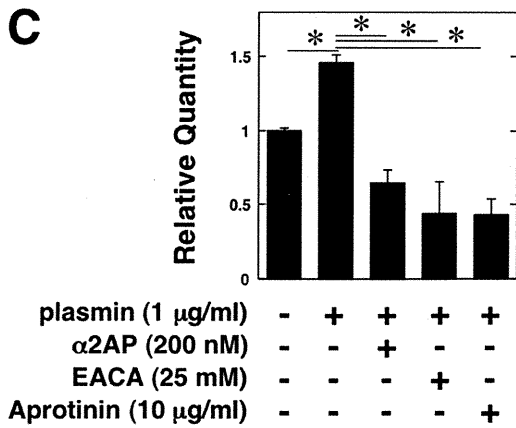 C
* * * *
1.5
1
0.5
0
Relative Quantity
plasmin (1 μg/ml) - + + + +
α2AP (200 nM) - - + - -
EACA (25 mM) - - - + -
Aprotinin (10 μg/ml) - - - - +